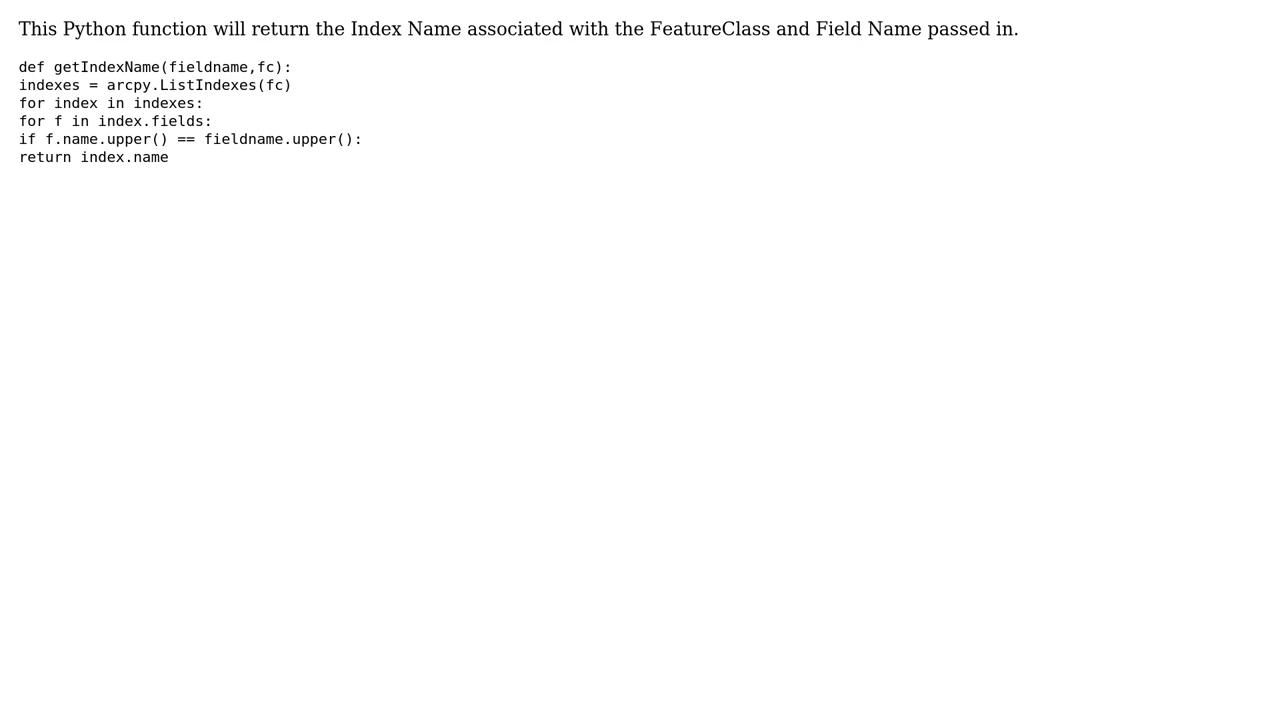 This Python function will return the Index Name associated with the FeatureClass and Field Name passed in.
def getIndexName(fieldname,fc):
indexes = arcpy.ListIndexes(fc)
for index in indexes:
for f in index.fields:
if f.name.upper() == fieldname.upper():
return index.name